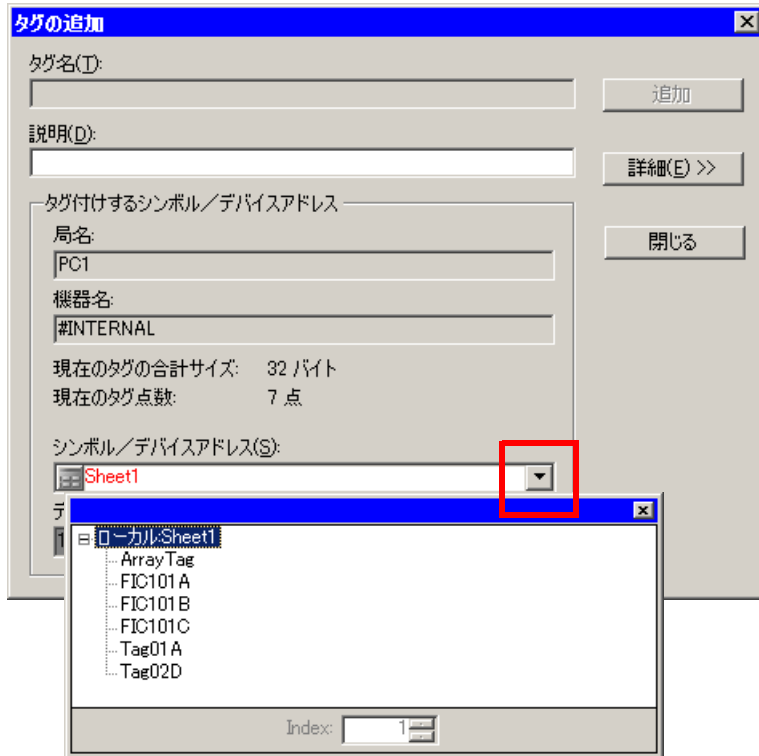 タグの追加
タグ名(T):
追加
説明(D):
詳細(E) >>
タグ付けするシンボル／デバイスアドレス
局名:
閉じる
PC1
機器名:
#INTERNAL
現在のタグの合計サイズ: 32 バイト
現在のタグ点数: 7 点
シンボル／デバイスアドレス(S):
Sheet1
ローカル:Sheet1
ArrayTag
FIC101A
FIC101B
FIC101C
Tag01A
Tag02D
Index: 1